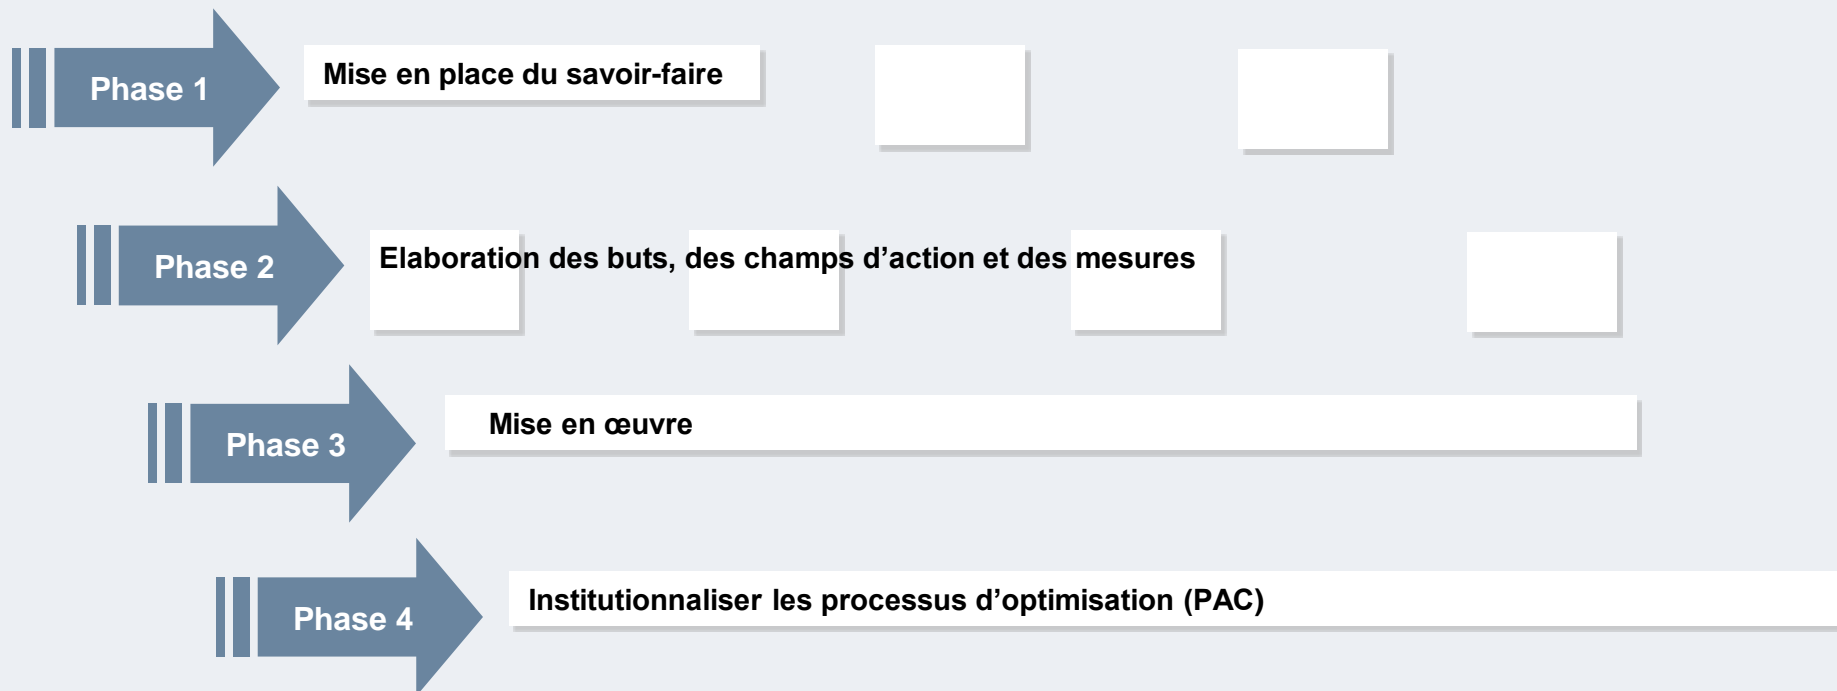 Phase 1
Mise en place du savoir-faire
Phase 2
Elaboration des buts, des champs d’action et des mesures
Phase 3
Mise en œuvre
Phase 4
Institutionnaliser les processus d’optimisation (PAC)